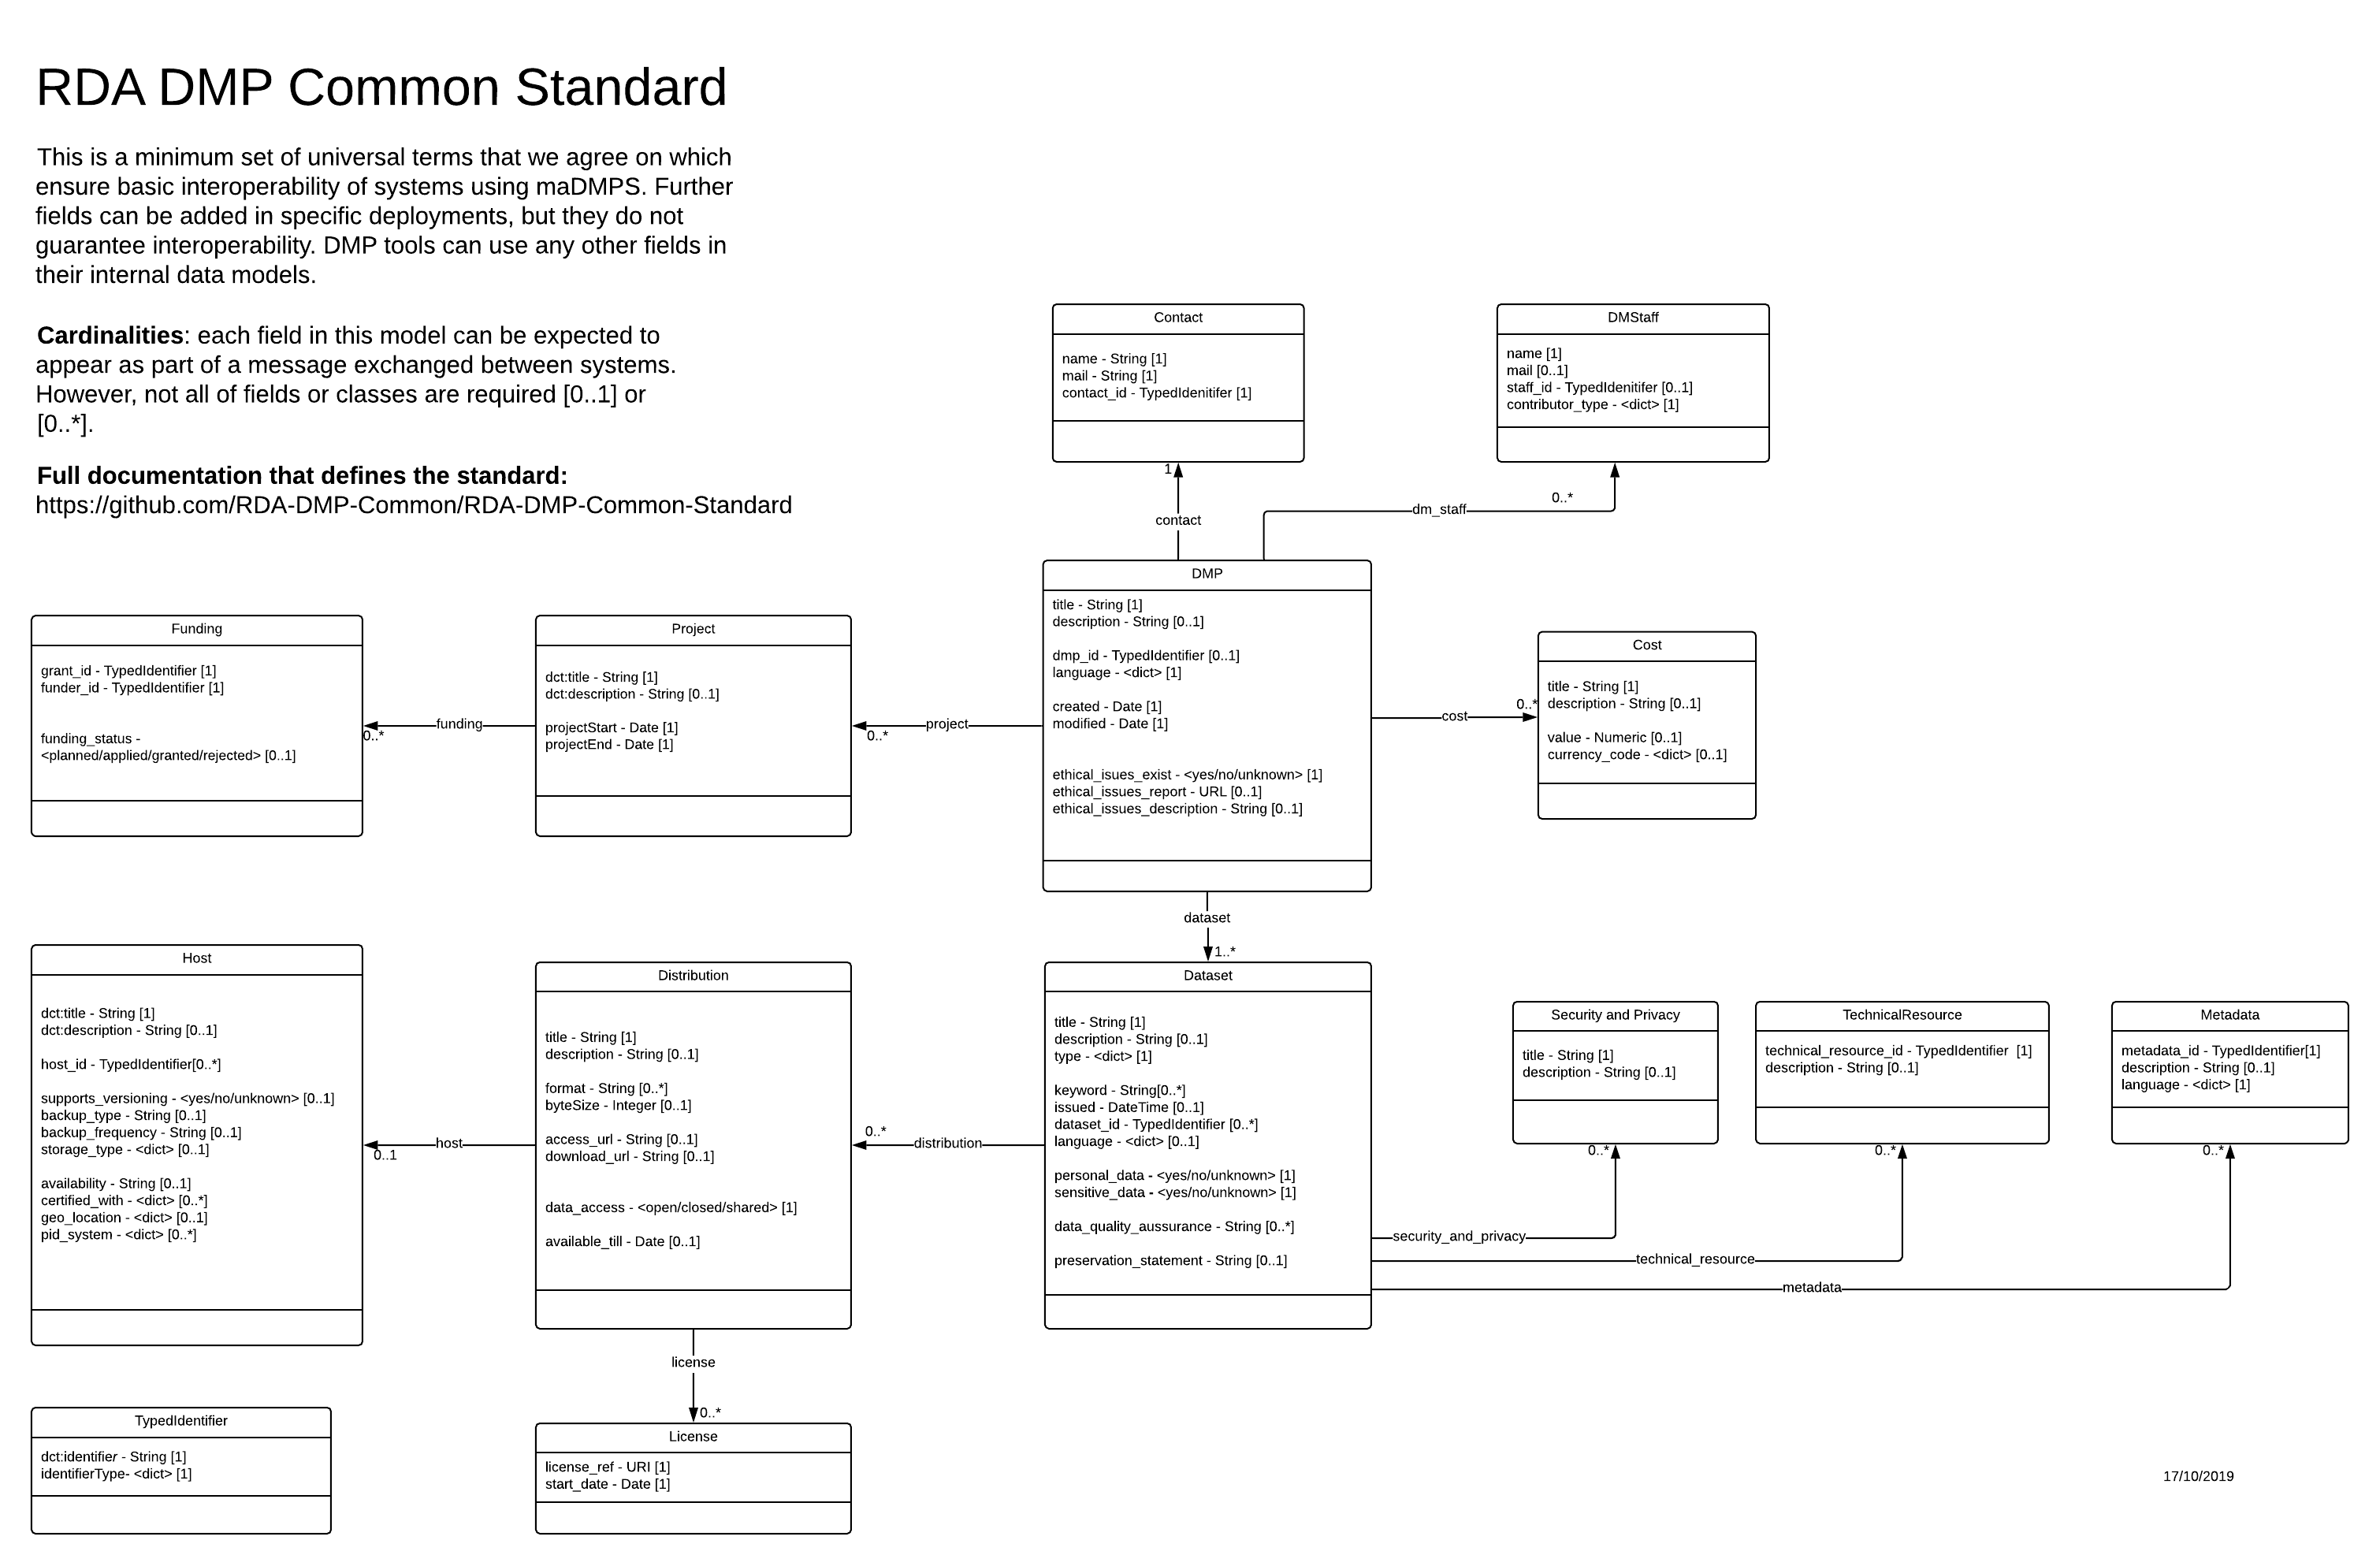 RDA DMP Common Standard
This is a minimum set of universal terms that we agree on which
ensure basic interoperability of systems using maDMPS. Further
fields can be added in specific deployments, but they do not
guarantee interoperability. DMP tools can use any other fields in
their internal data models.
Cardinalities: each field in this model can be expected to
appear as part of a message exchanged between systems.
However, not all of fields or classes are required [0..1] or
[0..*].
Full documentation that defines the standard:
https://github.com/RDA-DMP-Common/RDA-DMP-Common-Standard
Contact
name - String [1]
mail - String [1]
contact_id - TypedIdenitifer [1]
1
contact
DMStaff
name [1]
mail [0..1]
staff_id - TypedIdenitifer [0..1]
contributor_type - <dict> [1]
0..*
dm_staff
Funding
grant_id - TypedIdentifier [1]
funder_id - TypedIdentifier [1]
funding_status -
<planned/applied/granted/rejected> [0..1]
0..*
funding
Project
dct:title - String [1]
dct:description - String [0..1]
projectStart - Date [1]
projectEnd - Date [1]
0..*
project
DMP
title - String [1]
description - String [0..1]
dmp_id - TypedIdentifier [0..1]
language - <dict> [1]
created - Date [1]
modified - Date [1]
ethical_isues_exist - <yes/no/unknown> [1]
ethical_issues_report - URL [0..1]
ethical_issues_description - String [0..1]
cost
0..*
Cost
title - String [1]
description - String [0..1]
value - Numeric [0..1]
currency_code - <dict> [0..1]
dataset
1..*
Host
dct:title - String [1]
dct:description - String [0..1]
host_id - TypedIdentifier[0..*]
supports_versioning - <yes/no/unknown> [0..1]
backup_type - String [0..1]
backup_frequency - String [0..1]
storage_type - <dict> [0..1]
availability - String [0..1]
certified_with - <dict> [0..*]
geo_location - <dict> [0..1]
pid_system - <dict> [0..*]
0..1
host
Distribution
title - String [1]
description - String [0..1]
format - String [0..*]
byteSize - Integer [0..1]
access_url - String [0..1]
download_url - String [0..1]
data_access - <open/closed/shared> [1]
available_till - Date [0..1]
0..*
distribution
Dataset
title - String [1]
description - String [0..1]
type - <dict> [1]
keyword - String[0..*]
issued - DateTime [0..1]
dataset_id - TypedIdentifier [0..*]
language - <dict> [0..1]
personal_data - <yes/no/unknown> [1]
sensitive_data - <yes/no/unknown> [1]
data_quality_aussurance - String [0..*]
preservation_statement - String [0..1]
Security and Privacy
title - String [1]
description - String [0..1]
0..*
security_and_privacy
TechnicalResource
technical_resource_id - TypedIdentifier [1]
description - String [0..1]
0..*
technical_resource
Metadata
metadata_id - TypedIdentifier[1]
description - String [0..1]
language - <dict> [1]
0..*
metadata
license
0..*
TypedIdentifier
dct:identifier - String [1]
identifierType- <dict> [1]
License
license_ref - URI [1]
start_date - Date [1]
17/10/2019